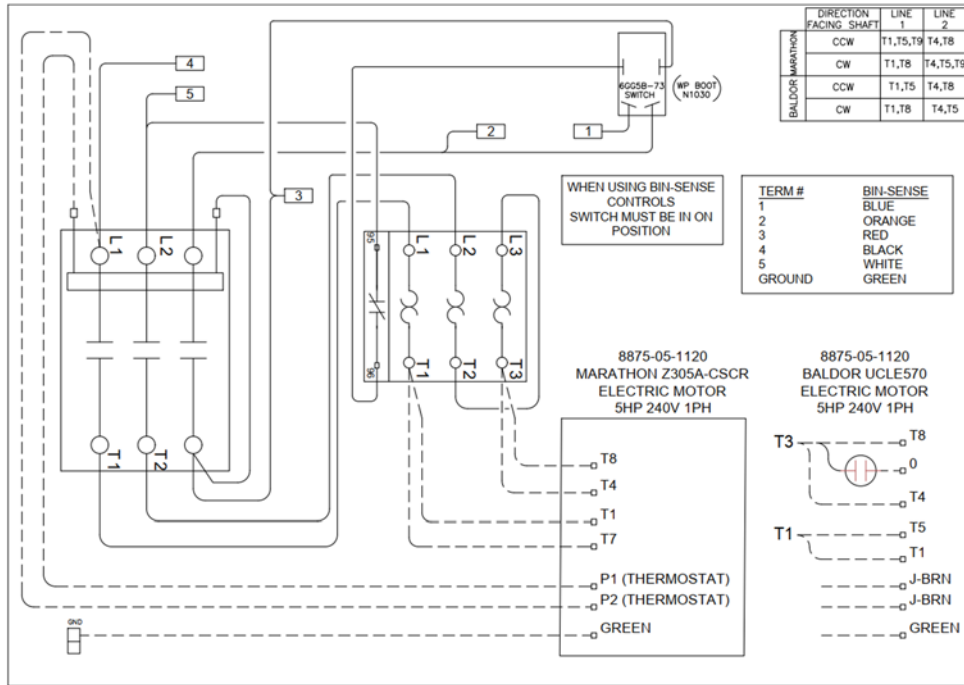 DIRECTION FACING SHAFT LINE 1 LINE 2
MARATHON
CCW T1,T5,T9 T4,T8
CW T1,T8 T4,T5,T9
BALDOR
CCW T1,T5 T4,T8
CW T1,T8 T4,T5
4
5
6GG5B-73
SWITCH
(WP BOOT
N1030)
2
1
3
WHEN USING BIN-SENSE
CONTROLS
SWITCH MUST BE IN ON
POSITION
TERM # BIN-SENSE
1 BLUE
2 ORANGE
3 RED
4 BLACK
5 WHITE
GROUND GREEN
L1 L2
95 L1 L2 L3
96 T1 T2 T3
T1 T2
8875-05-1120
MARATHON Z305A-CSCR
ELECTRIC MOTOR
5HP 240V 1PH
T8
T4
T1
T7
P1 (THERMOSTAT)
P2 (THERMOSTAT)
GREEN
GND
8875-05-1120
BALDOR UCLE570
ELECTRIC MOTOR
5HP 240V 1PH
T3 T8
0
T4
T1 T5
T1
J-BRN
J-BRN
GREEN